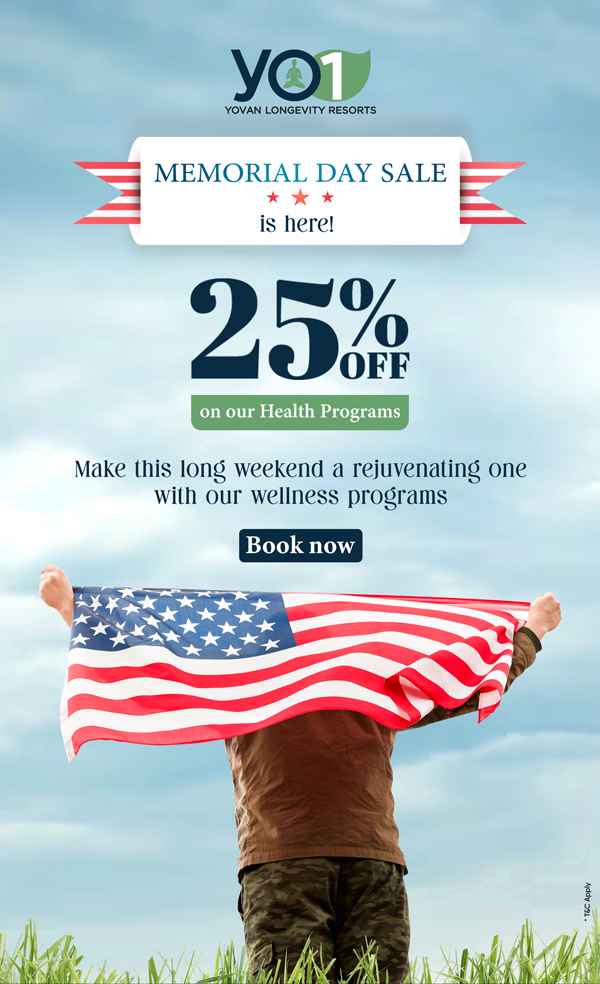 YO1
YOVAN LONGEVITY RESORTS
MEMORIAL DAY SALE
is here!
25%
OFF
on our Health Programs
Make this long weekend a rejuvenating one
with our wellness programs
Book now
* T&C Apply